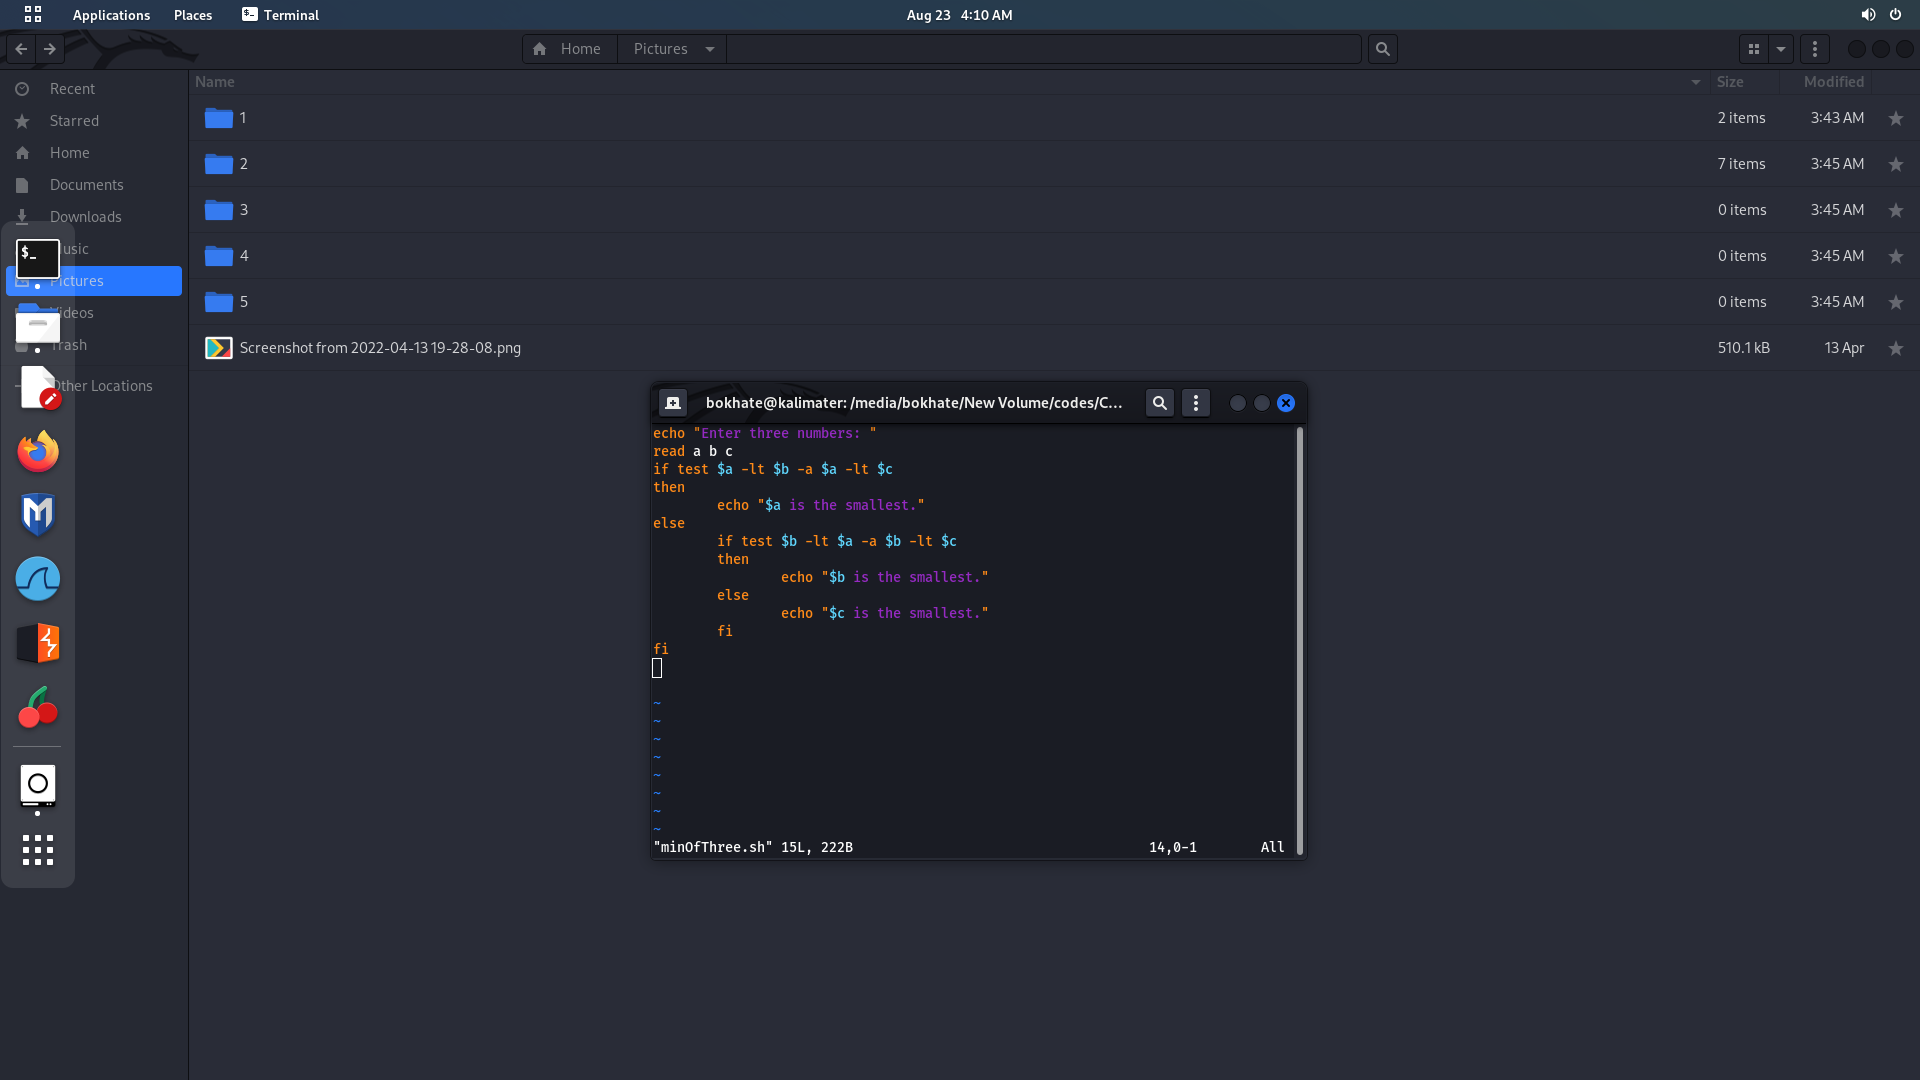 Applications Places Terminal Aug 23 4:10 AM
Home Pictures
Name Size Modified
Recent
Starred
Home
Documents
Downloads
usic
Pictures
ideos
Trash
Other Locations
1 2 items 3:43 AM
2 7 items 3:45 AM
3 0 items 3:45 AM
4 0 items 3:45 AM
5 0 items 3:45 AM
Screenshot from 2022-04-13 19-28-08.png 510.1 kB 13 Apr
$_
bokhate@kalimater: /media/bokhate/New Volume/codes/C...
echo "Enter three numbers: "
read a b c
if test $a -lt $b -a $a -lt $c
then
echo "$a is the smallest."
else
if test $b -lt $a -a $b -lt $c
then
echo "$b is the smallest."
else
echo "$c is the smallest."
fi
fi
~
~
~
~
~
~
~
~
"minOfThree.sh" 15L, 222B 14,0-1 All